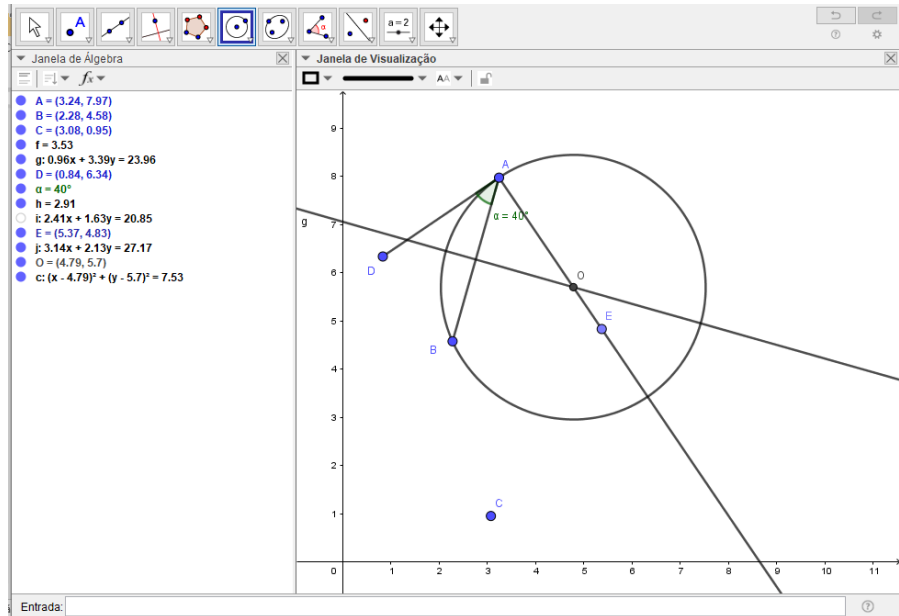 A
α
a = 2
Janela de Álgebra
fx
A = (3.24, 7.97)
B = (2.28, 4.58)
C = (3.08, 0.95)
f = 3.53
g: 0.96x + 3.39y = 23.96
D = (0.84, 6.34)
α = 40°
h = 2.91
i: 2.41x + 1.63y = 20.85
E = (5.37, 4.83)
j: 3.14x + 2.13y = 27.17
O = (4.79, 5.7)
c: (x - 4.79)² + (y - 5.7)² = 7.53
Janela de Visualização
AA
9
8
7
6
5
4
3
2
1
0 1 2 3 4 5 6 7 8 9 10 11
A
α = 40°
g
D
O
E
B
C
Entrada: